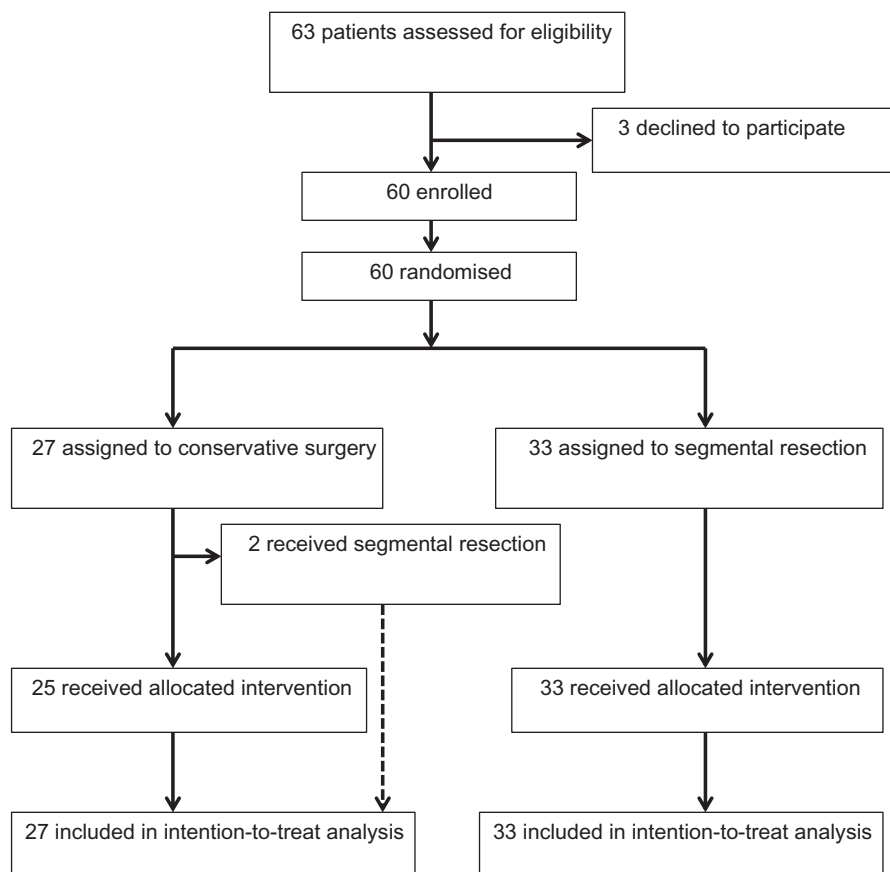 63 patients assessed for eligibility
3 declined to participate
60 enrolled
60 randomised
27 assigned to conservative surgery
33 assigned to segmental resection
2 received segmental resection
25 received allocated intervention
33 received allocated intervention
27 included in intention-to-treat analysis
33 included in intention-to-treat analysis